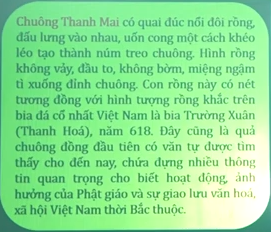 Chuông Thanh Mai có quai đúc nổi đôi rồng,
đấu lưng vào nhau, uốn cong một cách khéo
léo tạo thành núm treo chuông. Hình rồng
không vảy, đầu to, không bờm, miệng ngậm
tì xuống đỉnh chuông. Con rồng này có nét
tương đồng với hình tượng rồng khắc trên
bia đá cổ nhất Việt Nam là bia Trường Xuân
(Thanh Hoá), năm 618. Đây cũng là quả
chuông đồng đầu tiên có văn tự được tìm
thấy cho đến nay, chứa đựng nhiều thông
tin quan trọng cho biết hoạt động, ảnh
hưởng của Phật giáo và sự giao lưu văn hoá,
xã hội Việt Nam thời Bắc thuộc.